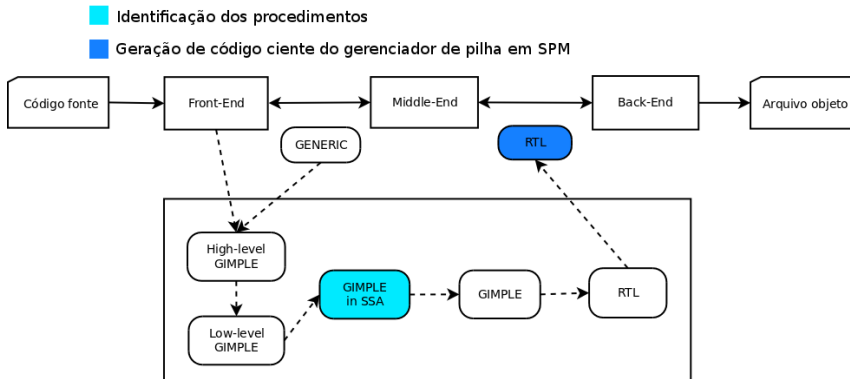 Identificação dos procedimentos
Geração de código ciente do gerenciador de pilha em SPM
Código fonte
Front-End
Middle-End
Back-End
Arquivo objeto
GENERIC
RTL
High-level
GIMPLE
GIMPLE
in SSA
GIMPLE
RTL
Low-level
GIMPLE